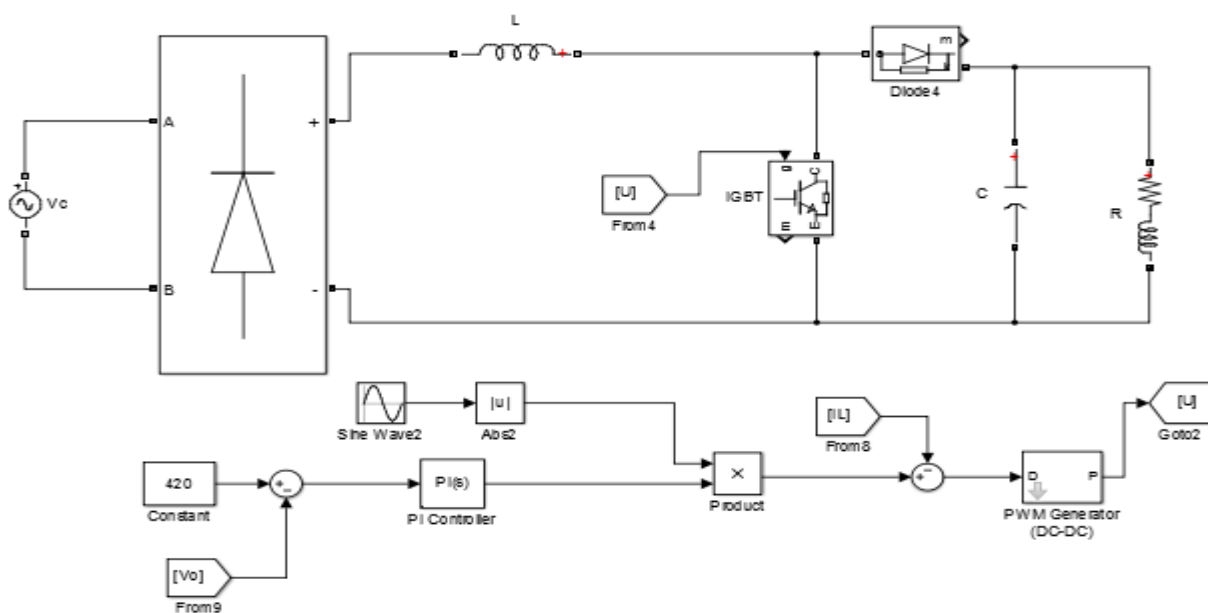 L
m
Diode4
A
+
+
Vc
[U]
From4
g
C
IGBT
m
E
C
R
B
-
Sine Wave2
|u|
Abs2
[IL]
From8
[U]
Goto2
420
Constant
+
-
PI(s)
PI Controller
×
Product
+
-
D
P
PWM Generator
(DC-DC)
[Vo]
From9